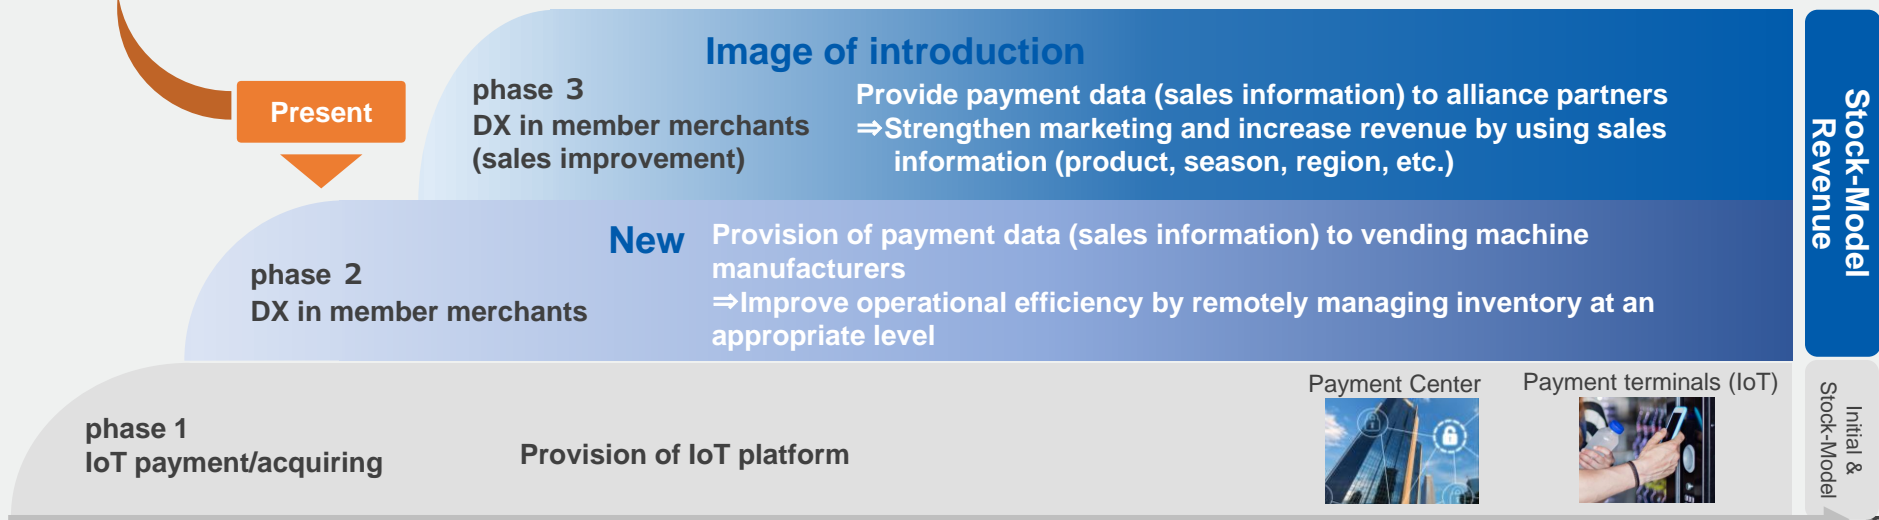 Image of introduction
Present
phase 3
DX in member merchants
(sales improvement)
Provide payment data (sales information) to alliance partners
⇒Strengthen marketing and increase revenue by using sales
information (product, season, region, etc.)
Stock-Model
Revenue
New
phase 2
DX in member merchants
Provision of payment data (sales information) to vending machine
manufacturers
⇒Improve operational efficiency by remotely managing inventory at an
appropriate level
phase 1
IoT payment/acquiring
Provision of IoT platform
Payment Center
Payment terminals (IoT)
Initial &
Stock-Model